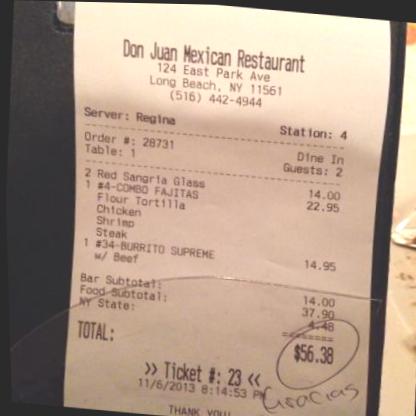 Don Juan Mexican Restaurant
124 East Park Ave
Long Beach, NY 11561
(516) 442-4944
Server: Regina Station: 4
Order #: 28731 Dine In
Table: 1 Guests: 2
2 Red Sangria Glass 14.00
1 #4-COMBO FAJITAS 22.95
Flour Tortilla
Chicken
Shrimp
Steak
1 #34-BURRITO SUPREME 14.95
w/ Beef
Bar Subtotal: 14.00
Food Subtotal: 37.90
NY State: 4.48
TOTAL: $56.38
>> Ticket #: 23 <<
11/6/2013 8:14:53 PM
Gracias
THANK YOU!